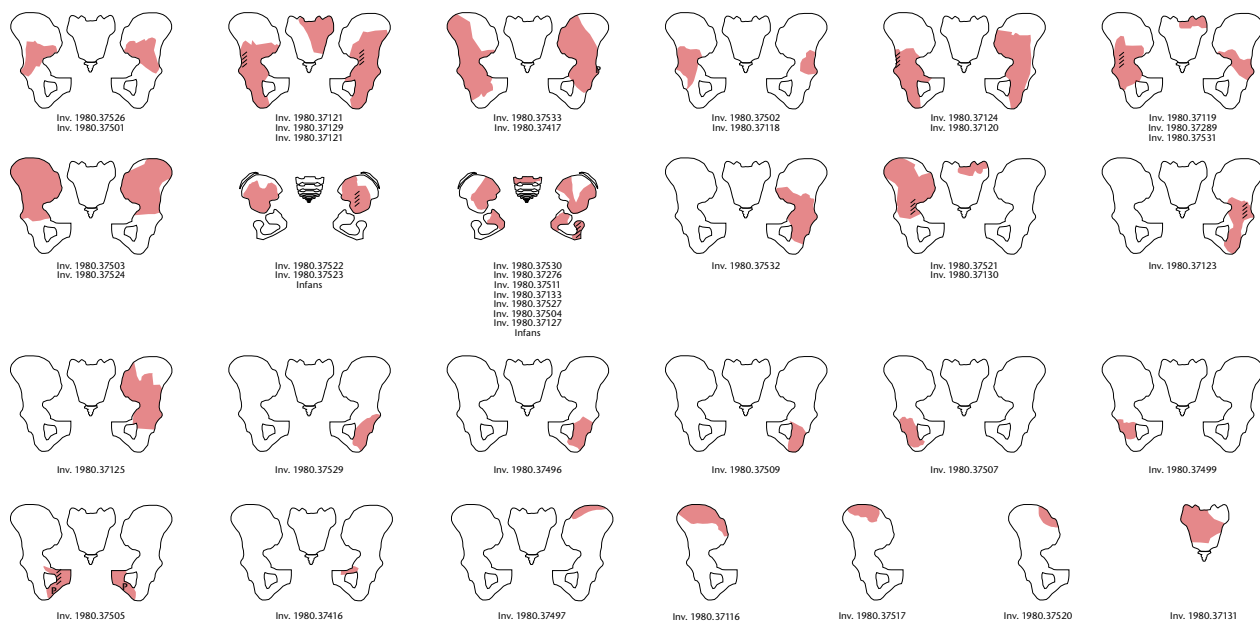 P
Inv. 1980.37526
Inv. 1980.37501
Inv. 1980.37121
Inv. 1980.37129
Inv. 1980.37121
Inv. 1980.37533
Inv. 1980.37417
Inv. 1980.37502
Inv. 1980.37118
Inv. 1980.37124
Inv. 1980.37120
Inv. 1980.37119
Inv. 1980.37289
Inv. 1980.37531
Inv. 1980.37503
Inv. 1980.37524
Inv. 1980.37522
Inv. 1980.37523
Infans
Inv. 1980.37530
Inv. 1980.37276
Inv. 1980.37511
Inv. 1980.37133
Inv. 1980.37527
Inv. 1980.37504
Inv. 1980.37127
Infans
Inv. 1980.37532
Inv. 1980.37521
Inv. 1980.37130
Inv. 1980.37123
Inv. 1980.37125
Inv. 1980.37529
Inv. 1980.37496
Inv. 1980.37509
Inv. 1980.37507
Inv. 1980.37499
P
P
Inv. 1980.37505
Inv. 1980.37416
Inv. 1980.37497
Inv. 1980.37116
Inv. 1980.37517
Inv. 1980.37520
Inv. 1980.37131